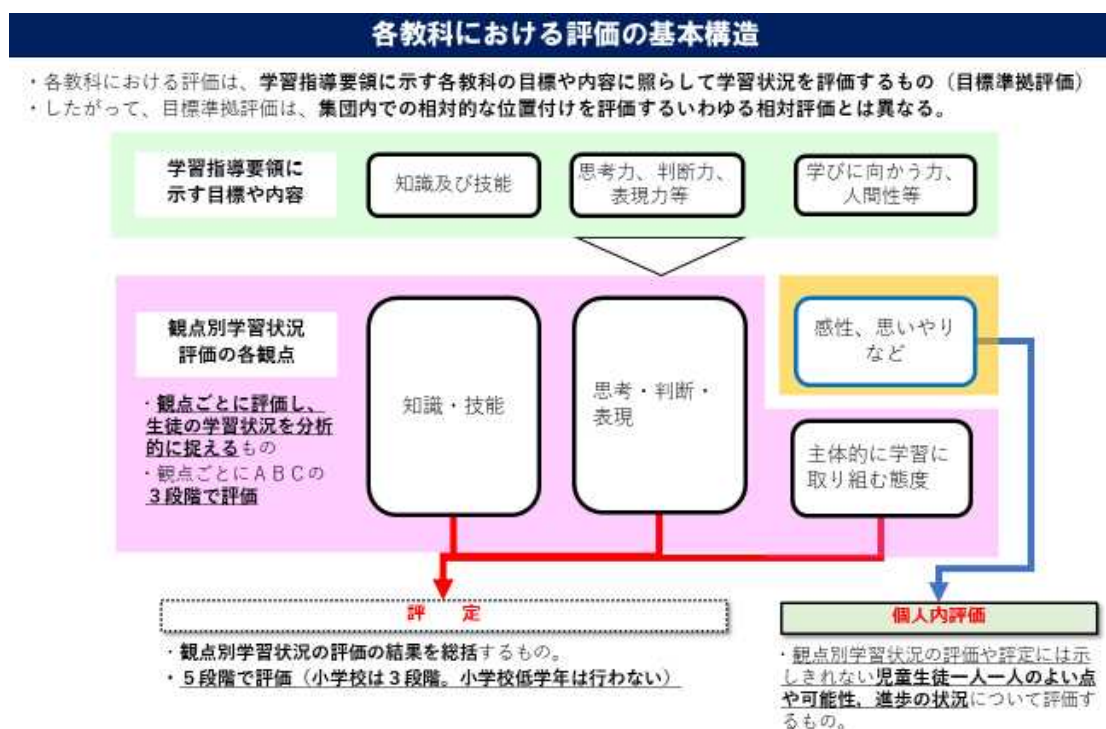 各教科における評価の基本構造
・各教科における評価は、学習指導要領に示す各教科の目標や内容に照らして学習状況を評価するもの（目標準拠評価）
・したがって、目標準拠評価は、集団内での相対的な位置付けを評価するいわゆる相対評価とは異なる。
学習指導要領に
示す目標や内容
知識及び技能
思考力、判断力、
表現力等
学びに向かう力、
人間性等
観点別学習状況
評価の各観点
・観点ごとに評価し、
生徒の学習状況を分析
的に捉えるもの
・観点ごとにＡＢＣの
３段階で評価
知識・技能
思考・判断・
表現
感性、思いやり
など
主体的に学習に
取り組む態度
評　定
・観点別学習状況の評価の結果を総括するもの。
・５段階で評価（小学校は３段階。小学校低学年は行わない）
個人内評価
・観点別学習状況の評価や評定には示
しきれない児童生徒一人一人のよい点
や可能性、進歩の状況について評価す
るもの。